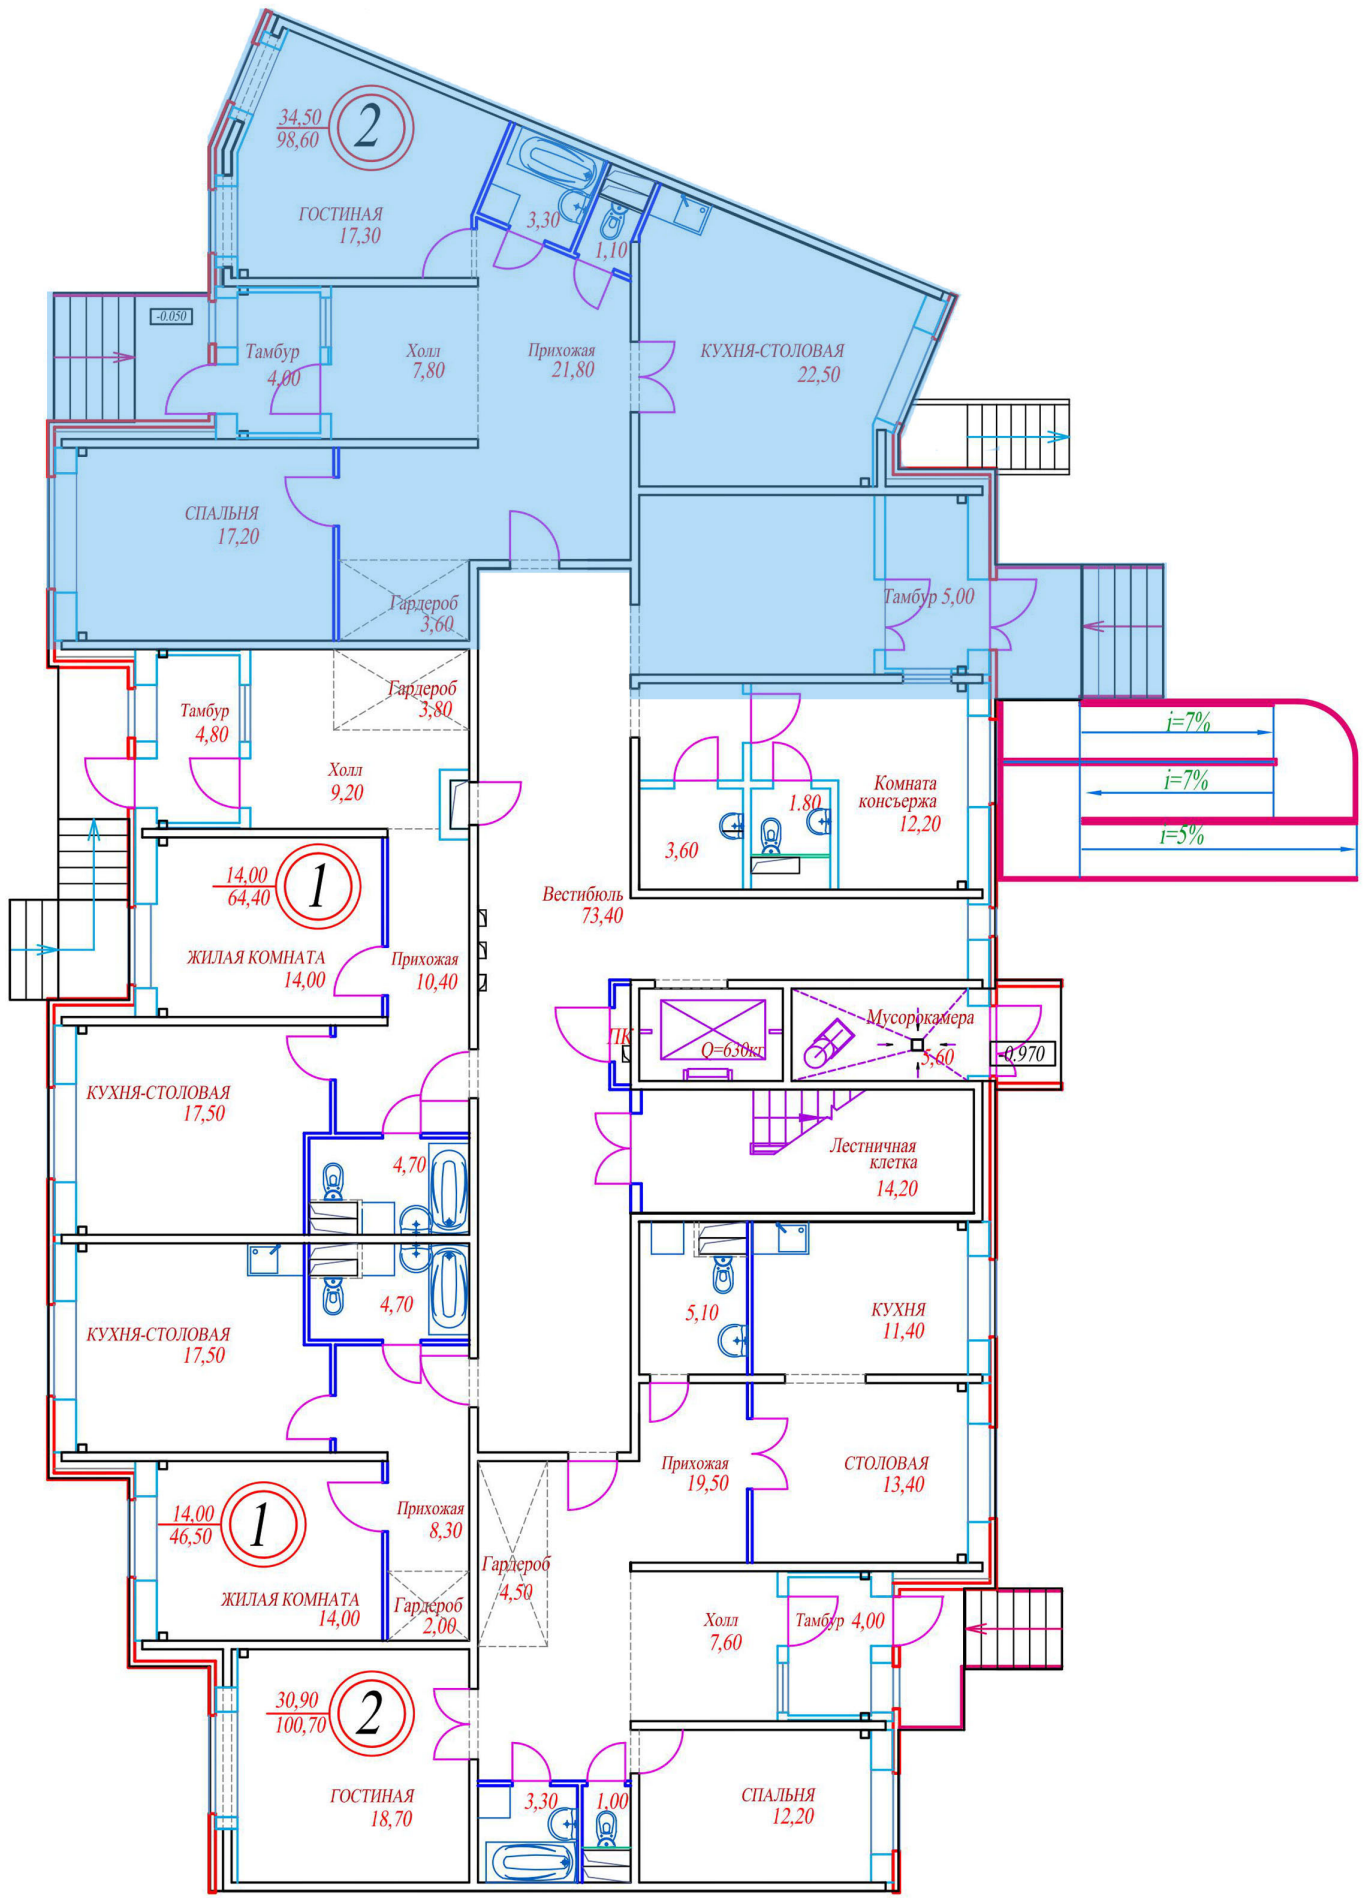 34,50
98,60
2
ГОСТИНАЯ
17,30
3,30
1,10
-0.050
Тамбур
4,00
Холл
7,80
Прихожая
21,80
КУХНЯ-СТОЛОВАЯ
22,50
СПАЛЬНЯ
17,20
Гардероб
3,60
Тамбур 5,00
Гардероб
3,80
Тамбур
4,80
Холл
9,20
i=7%
i=7%
i=5%
Комната
консьержа
12,20
1.80
3,60
14,00
64,40
1
Вестибюль
73,40
ЖИЛАЯ КОМНАТА
14,00
Прихожая
10,40
ПК
Q=630кг
Мусорокамера
5,60
-0.970
КУХНЯ-СТОЛОВАЯ
17,50
4,70
Лестничная
клетка
14,20
КУХНЯ-СТОЛОВАЯ
17,50
4,70
5,10
КУХНЯ
11,40
Прихожая
19,50
СТОЛОВАЯ
13,40
14,00
46,50
1
Прихожая
8,30
ЖИЛАЯ КОМНАТА
14,00
Гардероб
2,00
Гардероб
4,50
Холл
7,60
Тамбур 4,00
30,90
100,70
2
ГОСТИНАЯ
18,70
3,30
1,00
СПАЛЬНЯ
12,20